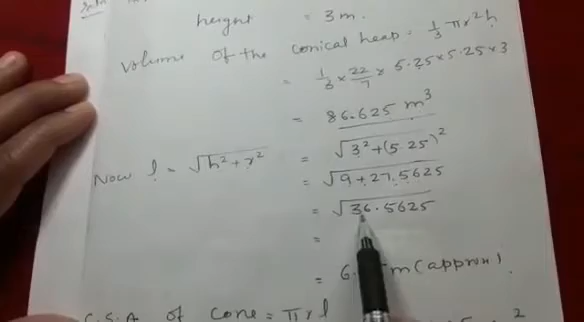 height = 3 m.
Volume of the conical heap = 1/3 πr²h
= 1/3 × 22/7 × 5.25 × 5.25 × 3
= 86.625 m³
Now l = √(h² + r²) = √(3² + (5.25)²)
= √(9 + 27.5625)
= √36.5625
=
= m (approx).
C.S.A of cone = πrl